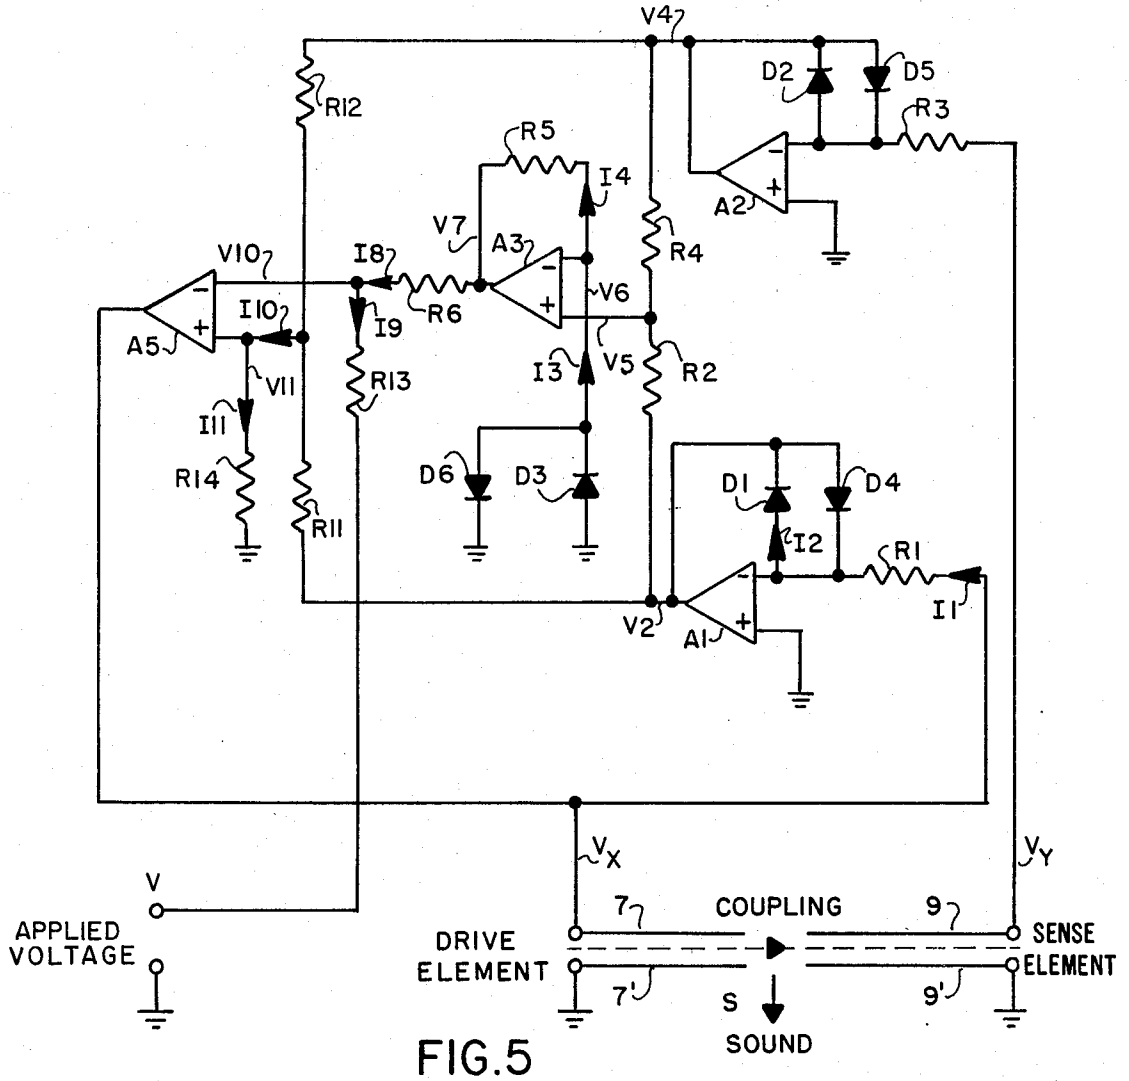 V4
D2
D5
R3
R12
R5
I4
A2
V7
A3
R4
V10
I8
V6
I10
R6
I9
A5
I3
V5
R2
V11
R13
I11
D6
D3
D1
D4
R14
R11
I2
R1
V2
A1
I1
V
VX
VY
APPLIED
VOLTAGE
7
COUPLING
9
SENSE
DRIVE
ELEMENT
ELEMENT
7'
S
9'
SOUND
FIG.5
-
+
-
+
-
+
-
+